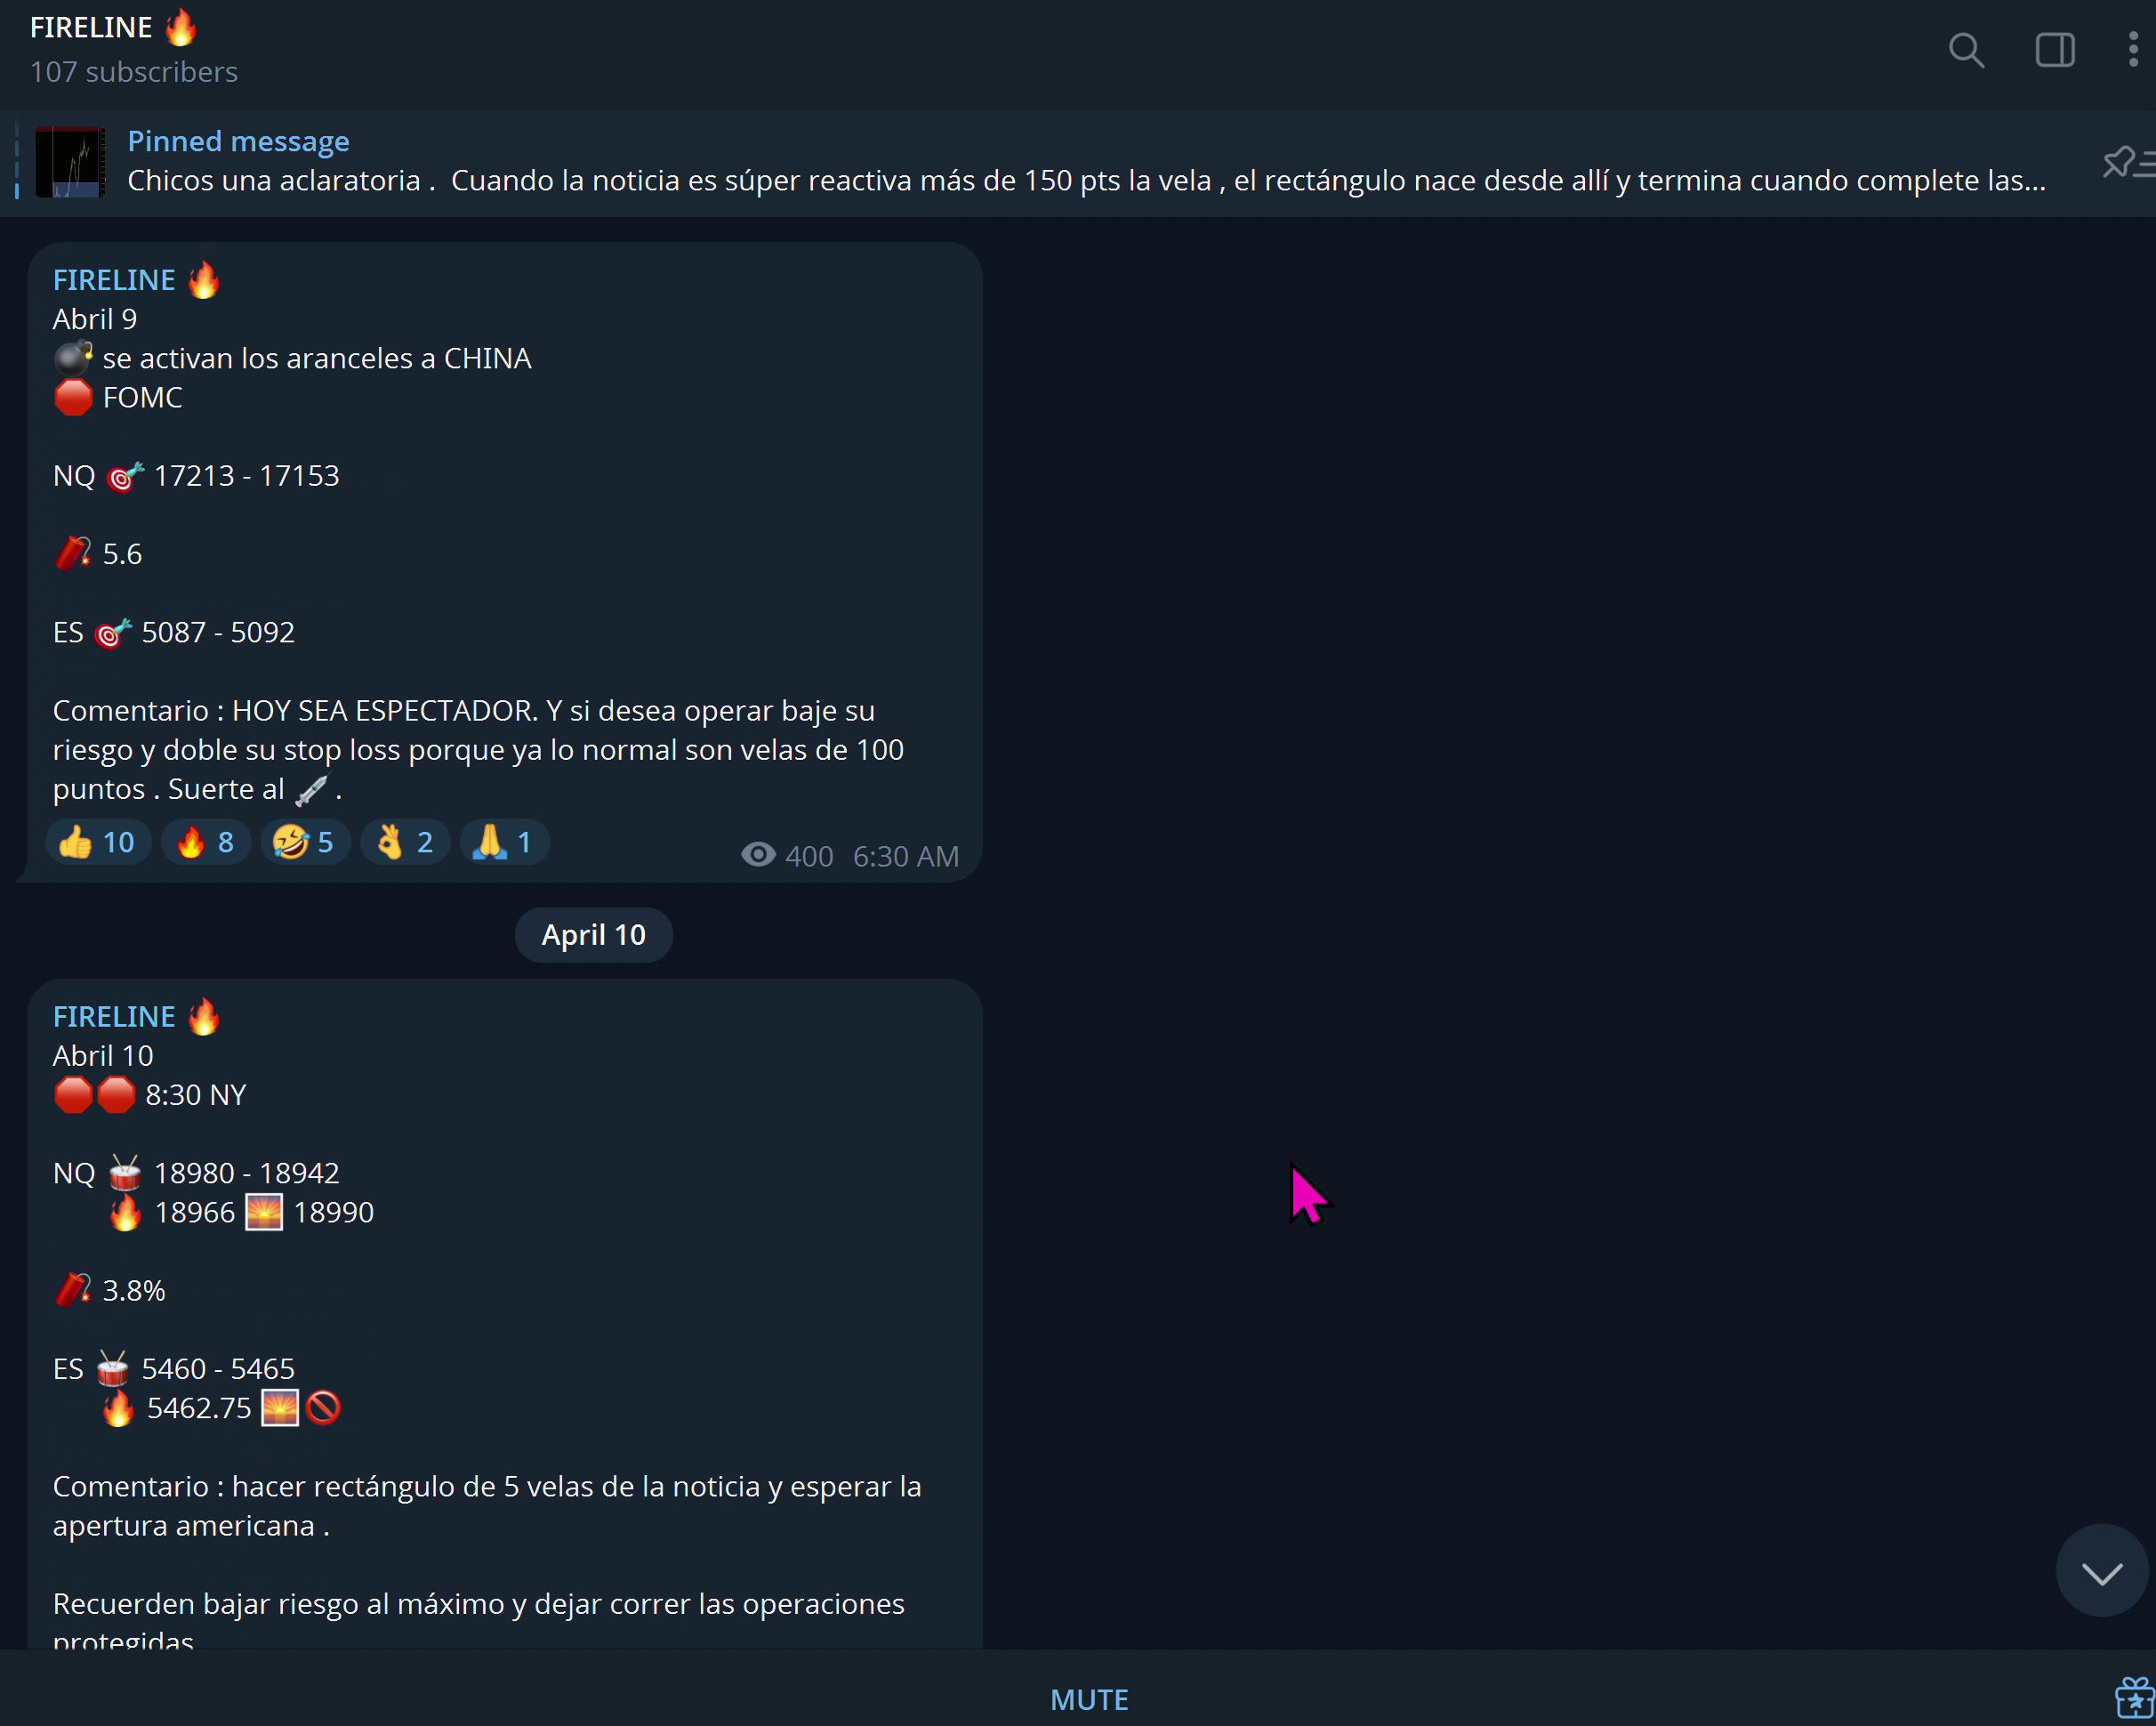 FIRELINE 🔥
107 subscribers
Pinned message
Chicos una aclaratoria .  Cuando la noticia es súper reactiva más de 150 pts la vela , el rectángulo nace desde allí y termina cuando complete las...
FIRELINE 🔥
Abril 9
💣 se activan los aranceles a CHINA
🛑 FOMC
NQ 🎯 17213 - 17153
🧨 5.6
ES 🎯 5087 - 5092
Comentario : HOY SEA ESPECTADOR. Y si desea operar baje su
riesgo y doble su stop loss porque ya lo normal son velas de 100
puntos . Suerte al 💉 .
👍 10 🔥 8 🤣 5 👌 2 🙏 1 400 6:30 AM
April 10
FIRELINE 🔥
Abril 10
🛑🛑 8:30 NY
NQ 🥁 18980 - 18942
🔥 18966 🌅 18990
🧨 3.8%
ES 🥁 5460 - 5465
🔥 5462.75 🌅🚫
Comentario : hacer rectángulo de 5 velas de la noticia y esperar la
apertura americana .
Recuerden bajar riesgo al máximo y dejar correr las operaciones
protegidas
MUTE